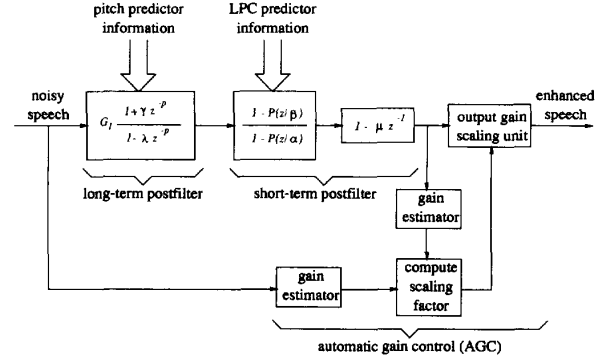 pitch predictor
information
LPC predictor
information
noisy
speech
G_l (1 + γ z^-p) / (1 - λ z^-p)
(1 - P(z/β)) / (1 - P(z/α))
1 - μ z^-1
output gain
scaling unit
enhanced
speech
long-term postfilter
short-term postfilter
gain
estimator
gain
estimator
compute
scaling
factor
automatic gain control (AGC)